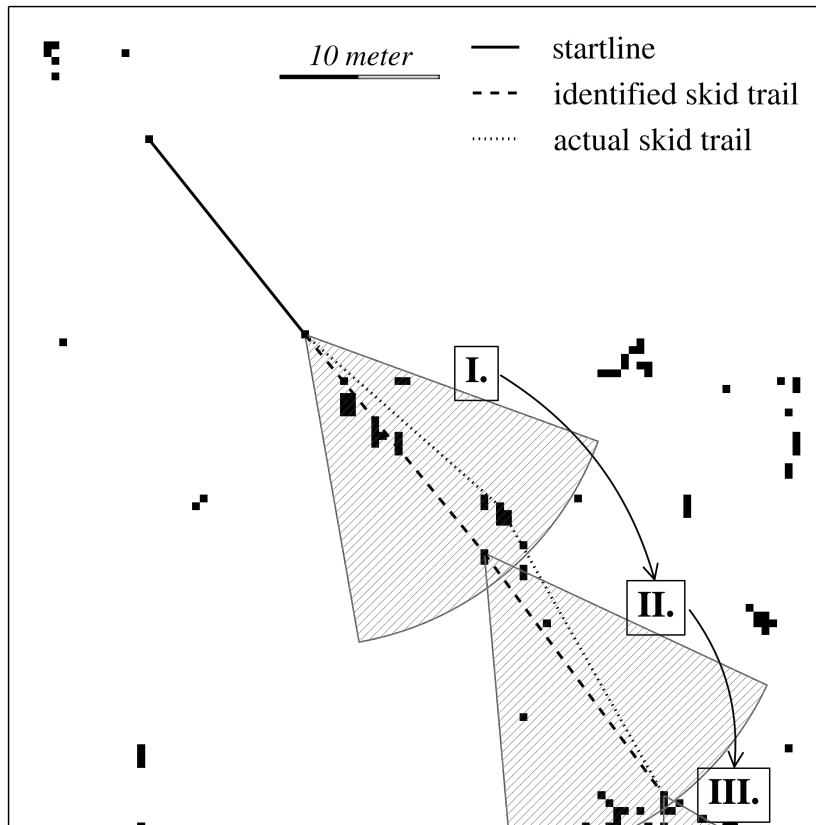 10 meter
startline
identified skid trail
actual skid trail
I.
II.
III.